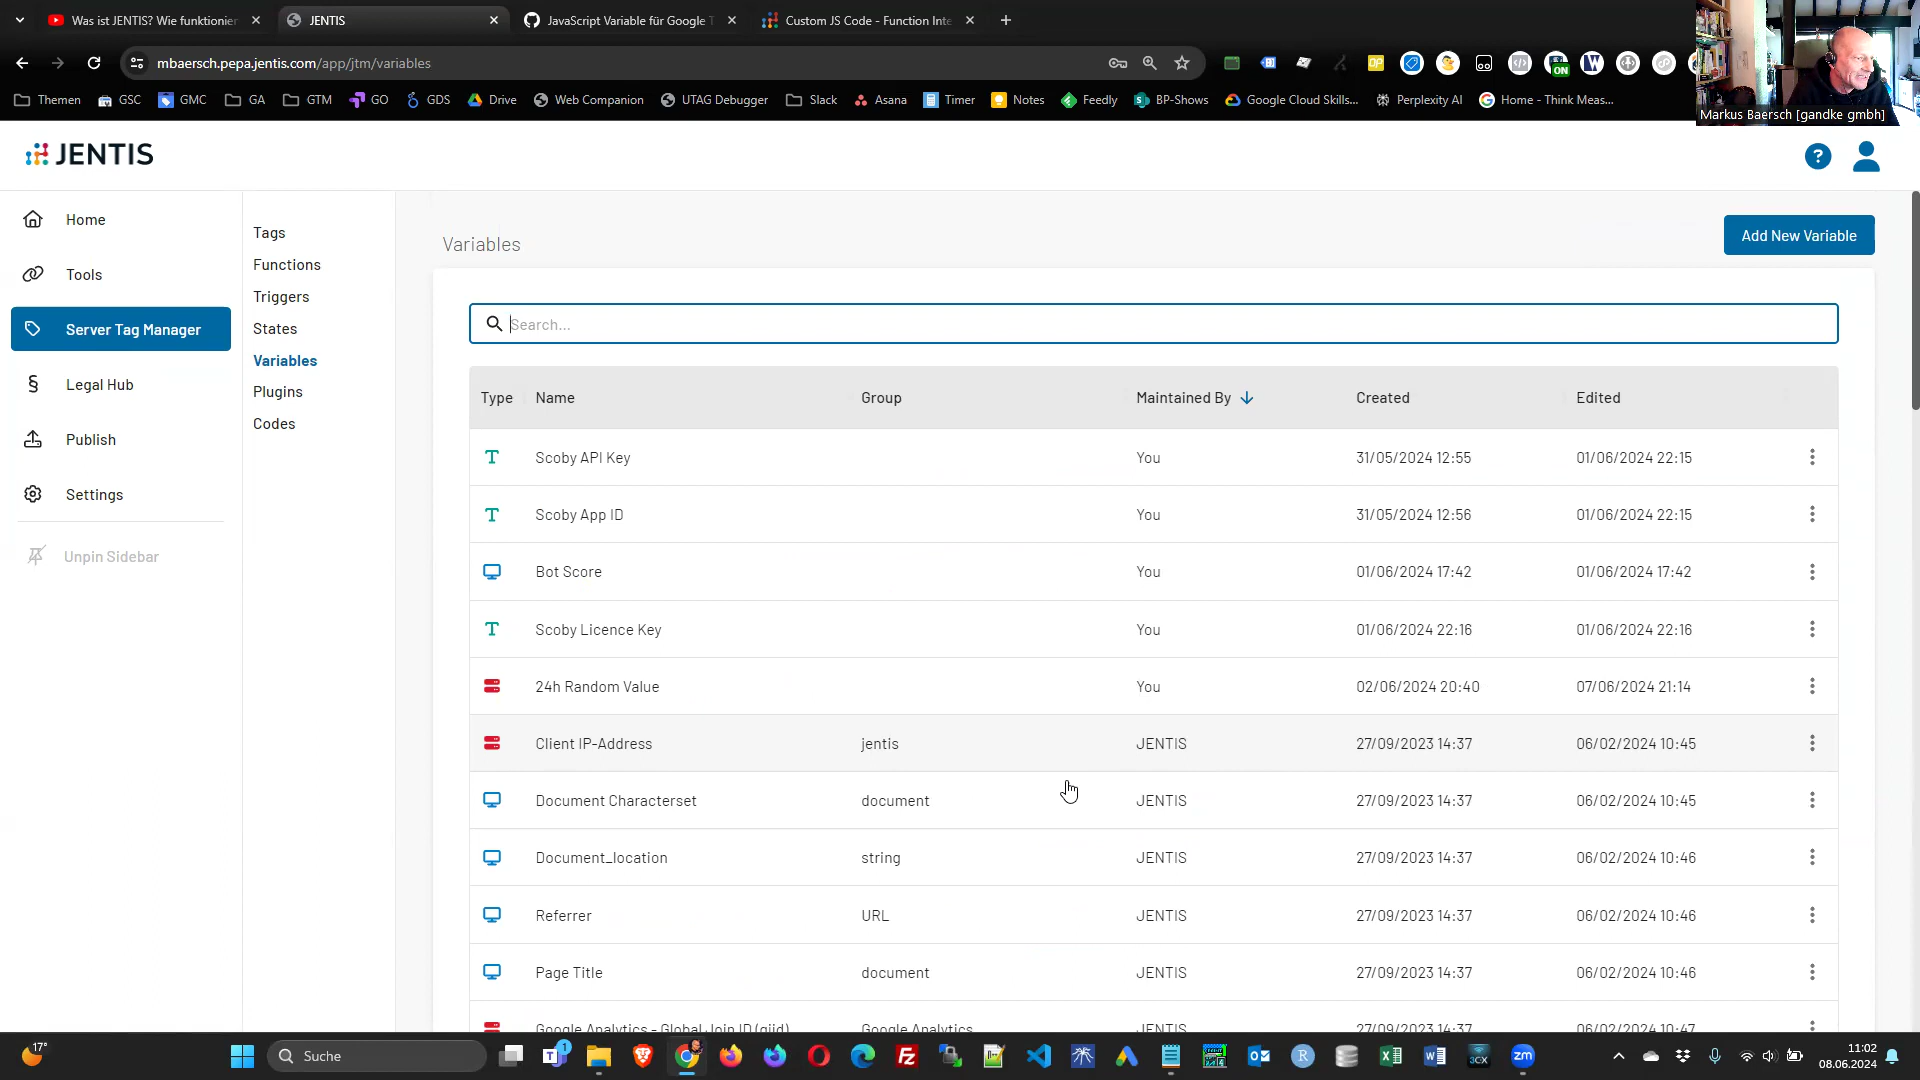 Was ist JENTIS? Wie funktionier
JENTIS
JavaScript Variable für Google T
Custom JS Code - Function Inte
mbaersch.pepa.jentis.com/app/jtm/variables
Themen
GSC
GMC
GA
GTM
GO
GDS
Drive
Web Companion
UTAG Debugger
Slack
Asana
Timer
Notes
Feedly
BP-Shows
Google Cloud Skills...
Perplexity AI
Home - Think Meas...
ON
Markus Baersch [gandke gmbh]
JENTIS
?
Home
Tools
Server Tag Manager
Legal Hub
Publish
Settings
Unpin Sidebar
Tags
Functions
Triggers
States
Variables
Plugins
Codes
Variables
Add New Variable
Search...
Type Name Group Maintained By Created Edited
Scoby API Key You 31/05/2024 12:55 01/06/2024 22:15
Scoby App ID You 31/05/2024 12:56 01/06/2024 22:15
Bot Score You 01/06/2024 17:42 01/06/2024 17:42
Scoby Licence Key You 01/06/2024 22:16 01/06/2024 22:16
24h Random Value You 02/06/2024 20:40 07/06/2024 21:14
Client IP-Address jentis JENTIS 27/09/2023 14:37 06/02/2024 10:45
Document Characterset document JENTIS 27/09/2023 14:37 06/02/2024 10:45
Document_location string JENTIS 27/09/2023 14:37 06/02/2024 10:46
Referrer URL JENTIS 27/09/2023 14:37 06/02/2024 10:46
Page Title document JENTIS 27/09/2023 14:37 06/02/2024 10:46
Google Analytics - Global Join ID (gjid) Google Analytics JENTIS 27/09/2023 14:37 06/02/2024 10:47
17°
Suche
1
3CX
zm
11:02
08.06.2024